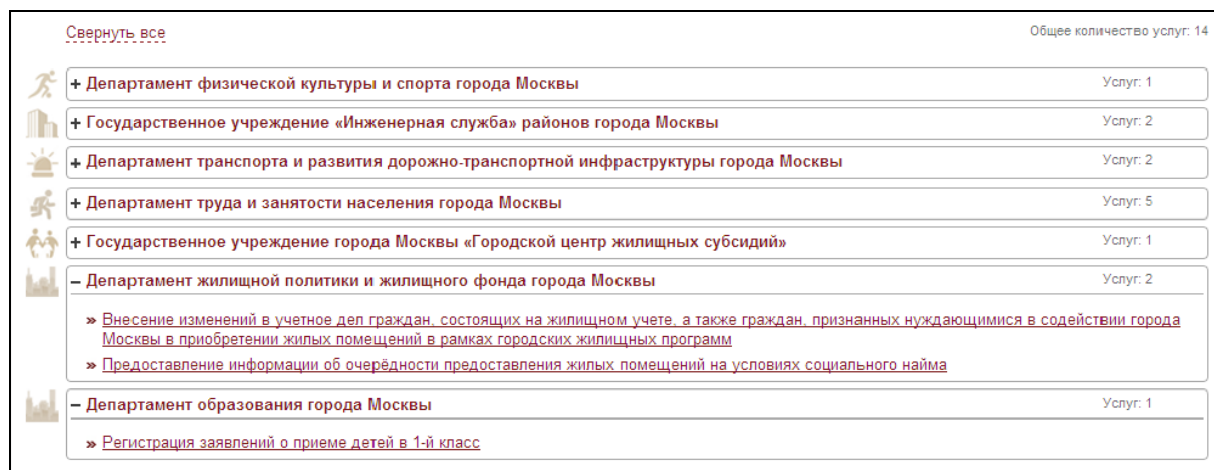 Свернуть все Общее количество услуг: 14
+ Департамент физической культуры и спорта города Москвы Услуг: 1
+ Государственное учреждение «Инженерная служба» районов города Москвы Услуг: 2
+ Департамент транспорта и развития дорожно-транспортной инфраструктуры города Москвы Услуг: 2
+ Департамент труда и занятости населения города Москвы Услуг: 5
+ Государственное учреждение города Москвы «Городской центр жилищных субсидий» Услуг: 1
– Департамент жилищной политики и жилищного фонда города Москвы Услуг: 2
» Внесение изменений в учетное дел граждан, состоящих на жилищном учете, а также граждан, признанных нуждающимися в содействии города
Москвы в приобретении жилых помещений в рамках городских жилищных программ
» Предоставление информации об очерёдности предоставления жилых помещений на условиях социального найма
– Департамент образования города Москвы Услуг: 1
» Регистрация заявлений о приеме детей в 1-й класс